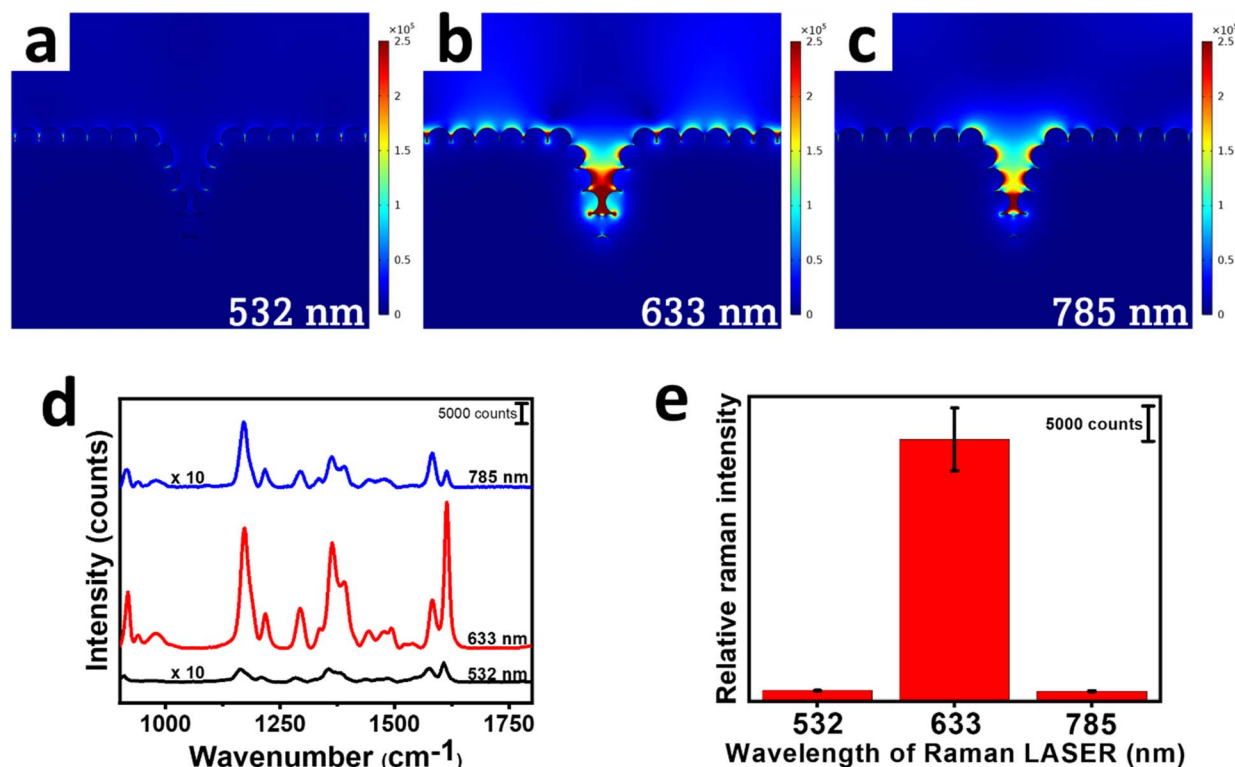 a
×10⁵
2.5
2
1.5
1
0.5
0
532 nm
b
×10⁵
2.5
2
1.5
1
0.5
0
633 nm
c
×10⁵
2.5
2
1.5
1
0.5
0
785 nm
d
5000 counts
x 10
785 nm
633 nm
x 10
532 nm
Intensity (counts)
1000 1250 1500 1750
Wavenumber (cm-1)
e
5000 counts
Relative raman intensity
532 633 785
Wavelength of Raman LASER (nm)